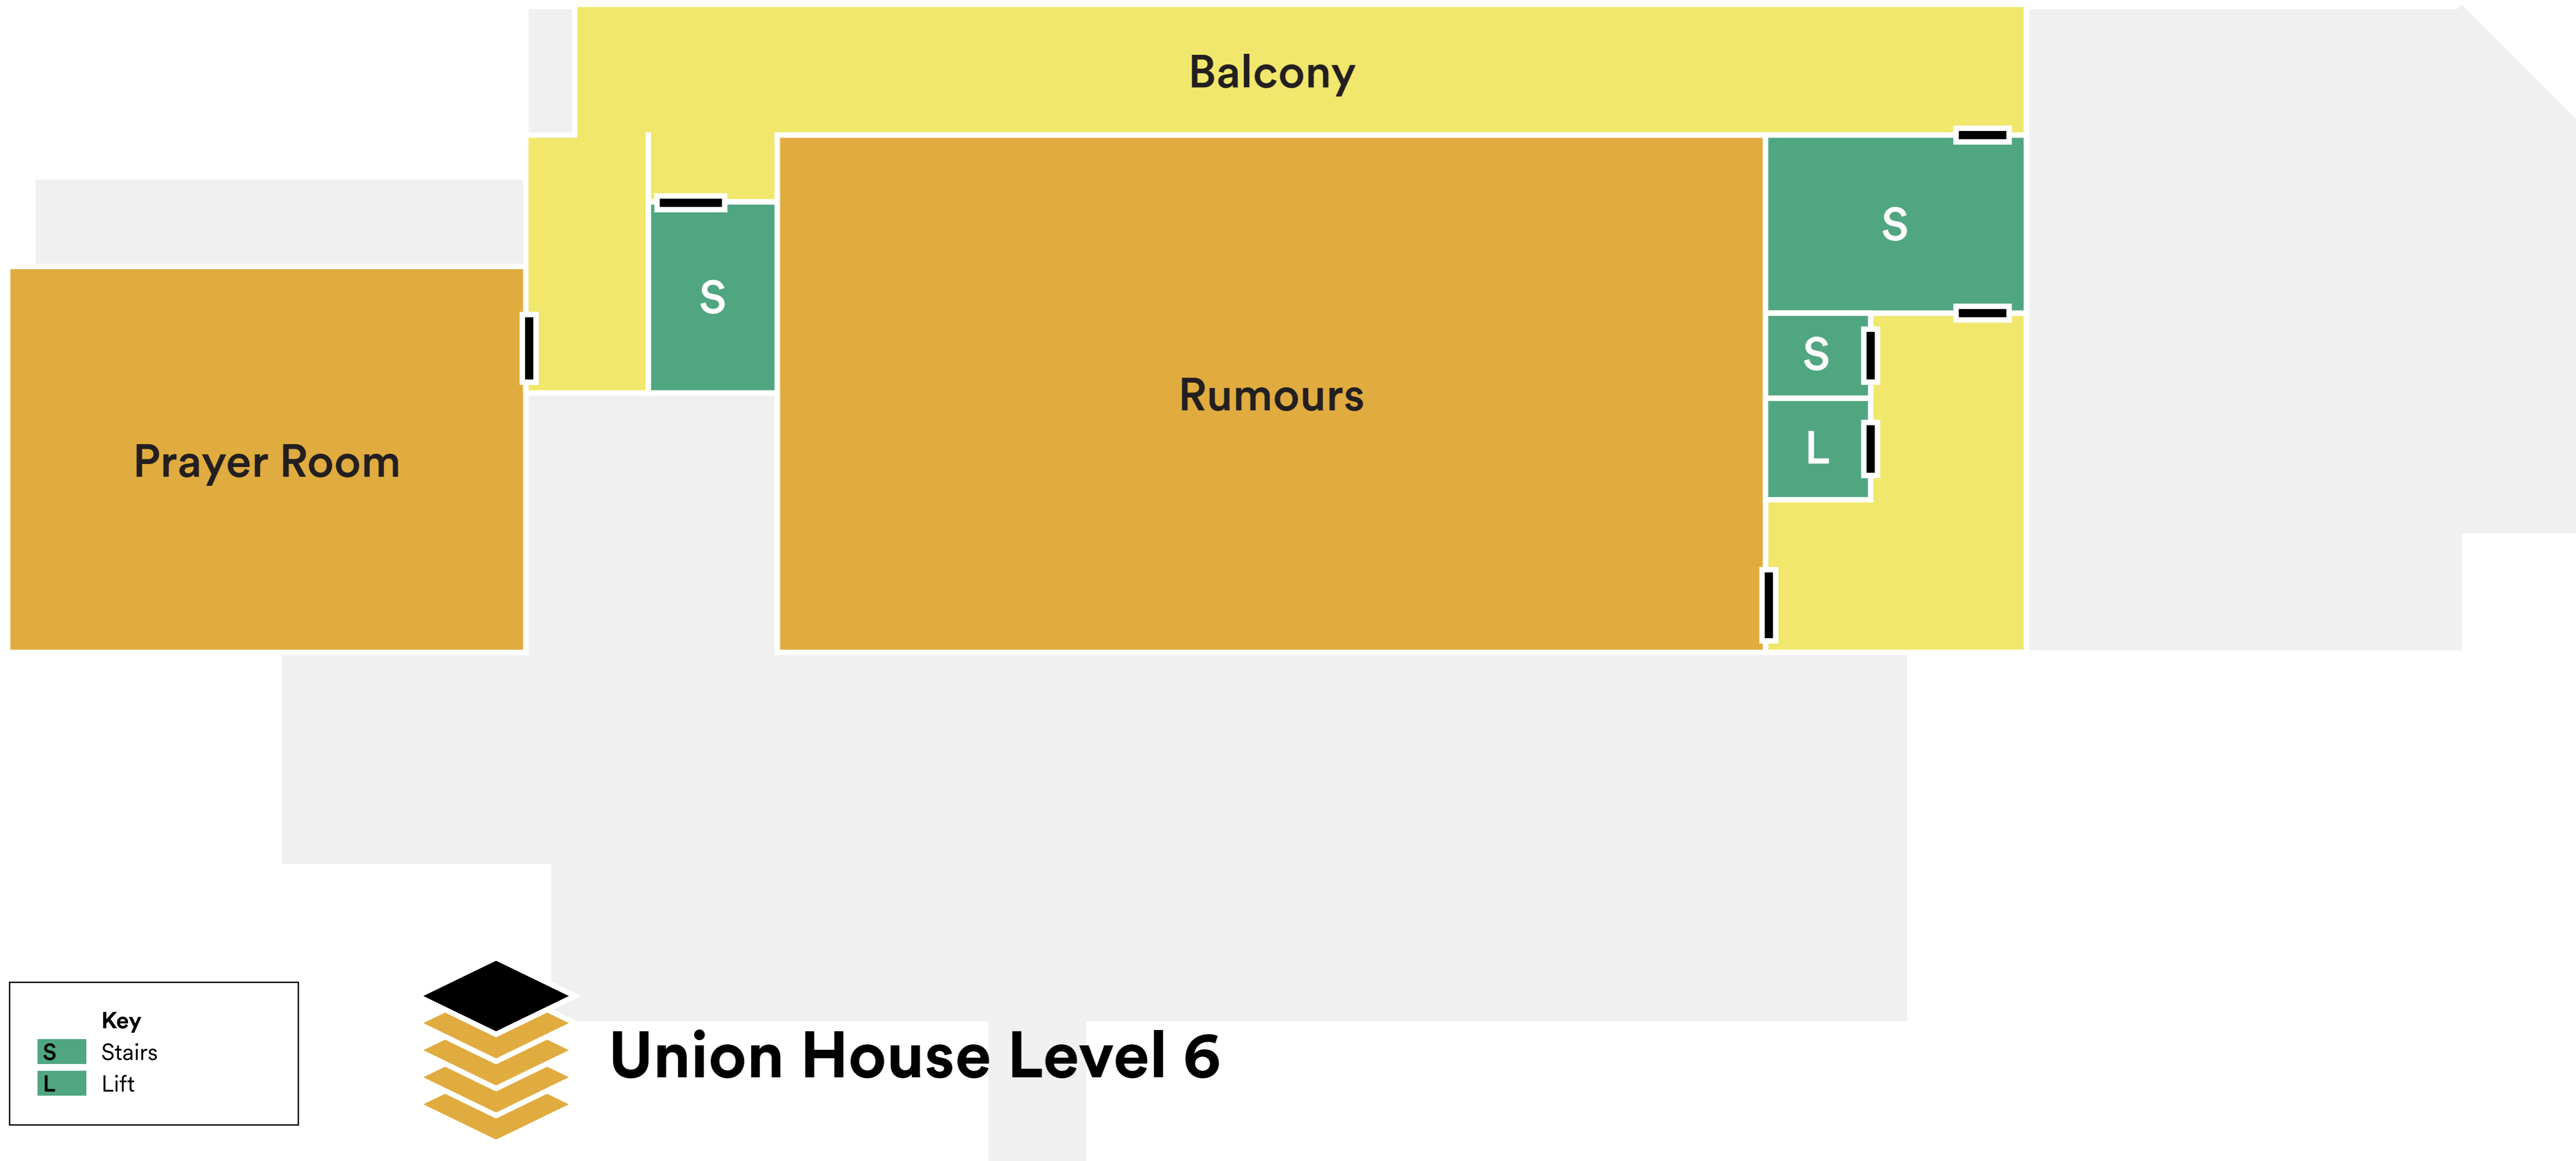 Balcony
S
S
Rumours
S
Prayer Room
L
Key
S Stairs
L Lift
Union House Level 6